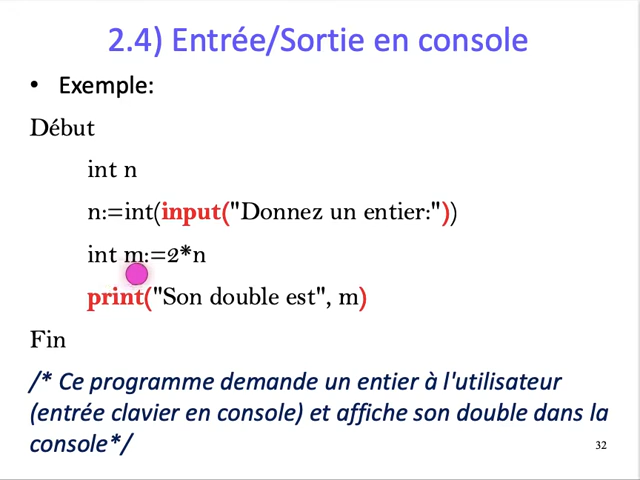 2.4) Entrée/Sortie en console
• Exemple:
Début
int n
n:=int(input("Donnez un entier:"))
int m:=2*n
print("Son double est", m)
Fin
/* Ce programme demande un entier à l'utilisateur
(entrée clavier en console) et affiche son double dans la
console*/
32